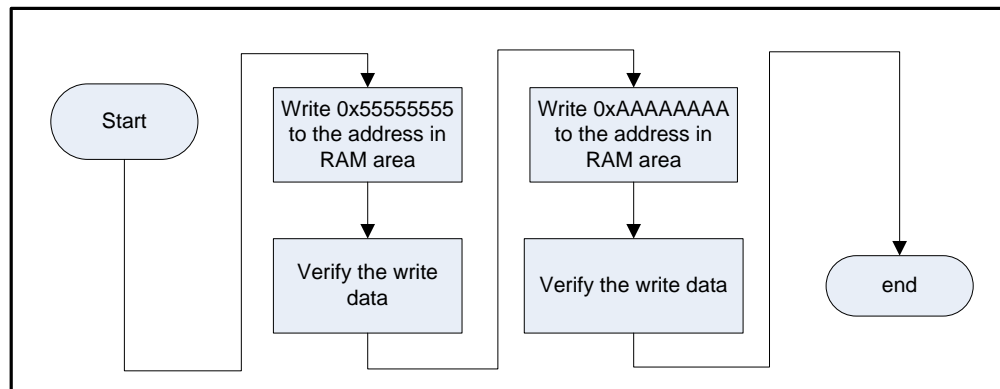 Start
Write 0x55555555
to the address in
RAM area
Verify the write
data
Write 0xAAAAAAAA
to the address in
RAM area
Verify the write data
end